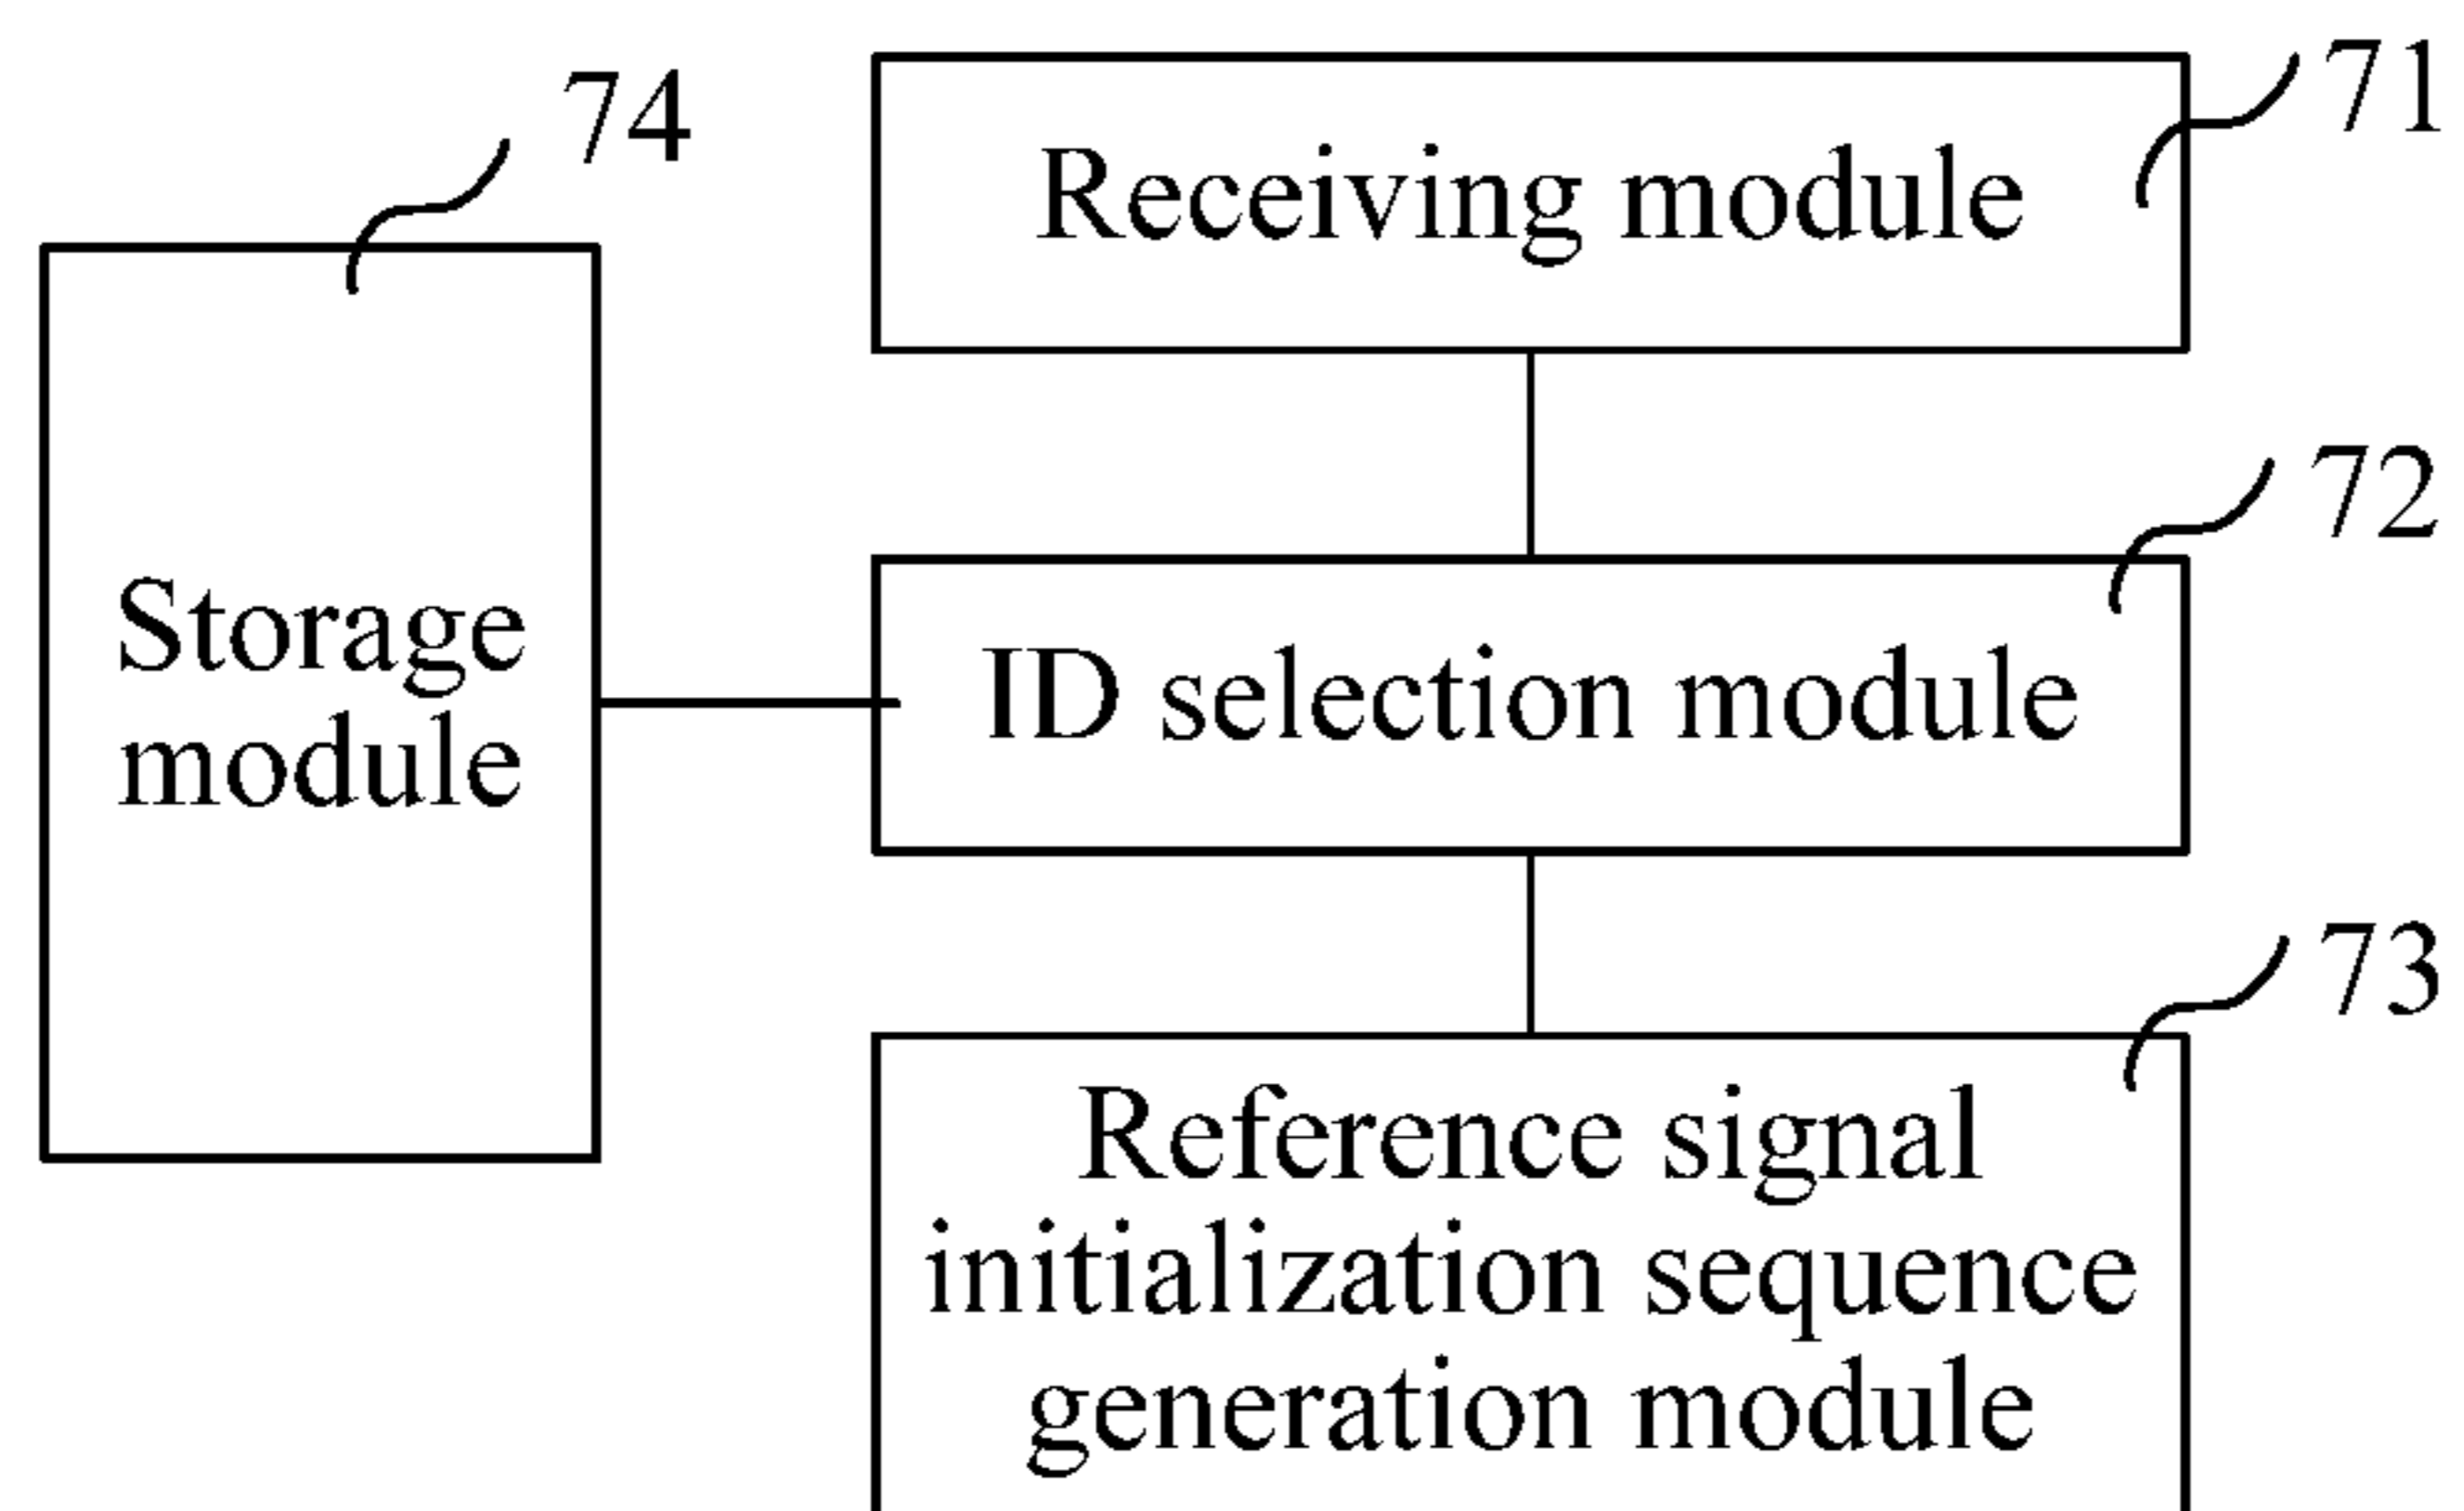 74
71
Receiving module
72
Storage
module
ID selection module
73
Reference signal
initialization sequence
generation module